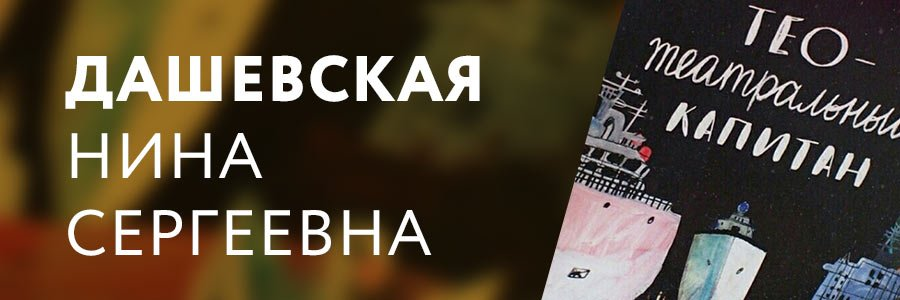 ДАШЕВСКАЯ
НИНА
СЕРГЕЕВНА
ТЕО –
театральный
КАПИТАН